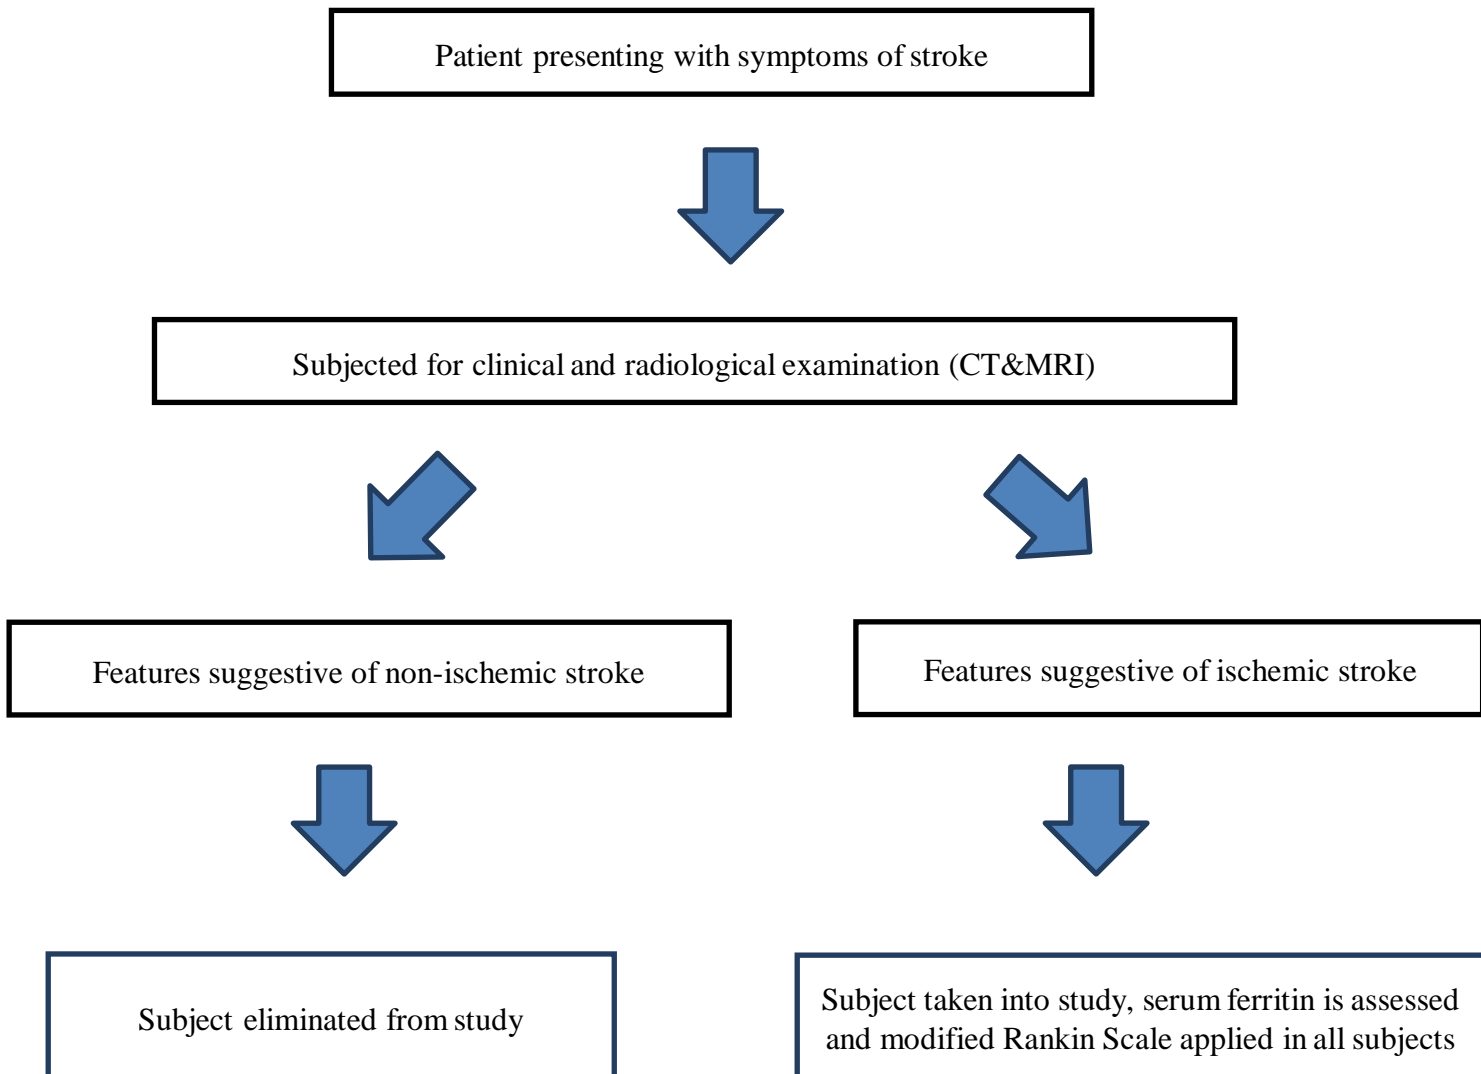 Patient presenting with symptoms of stroke
Subjected for clinical and radiological examination (CT&MRI)
Features suggestive of non-ischemic stroke
Features suggestive of ischemic stroke
Subject eliminated from study
Subject taken into study, serum ferritin is assessed
and modified Rankin Scale applied in all subjects